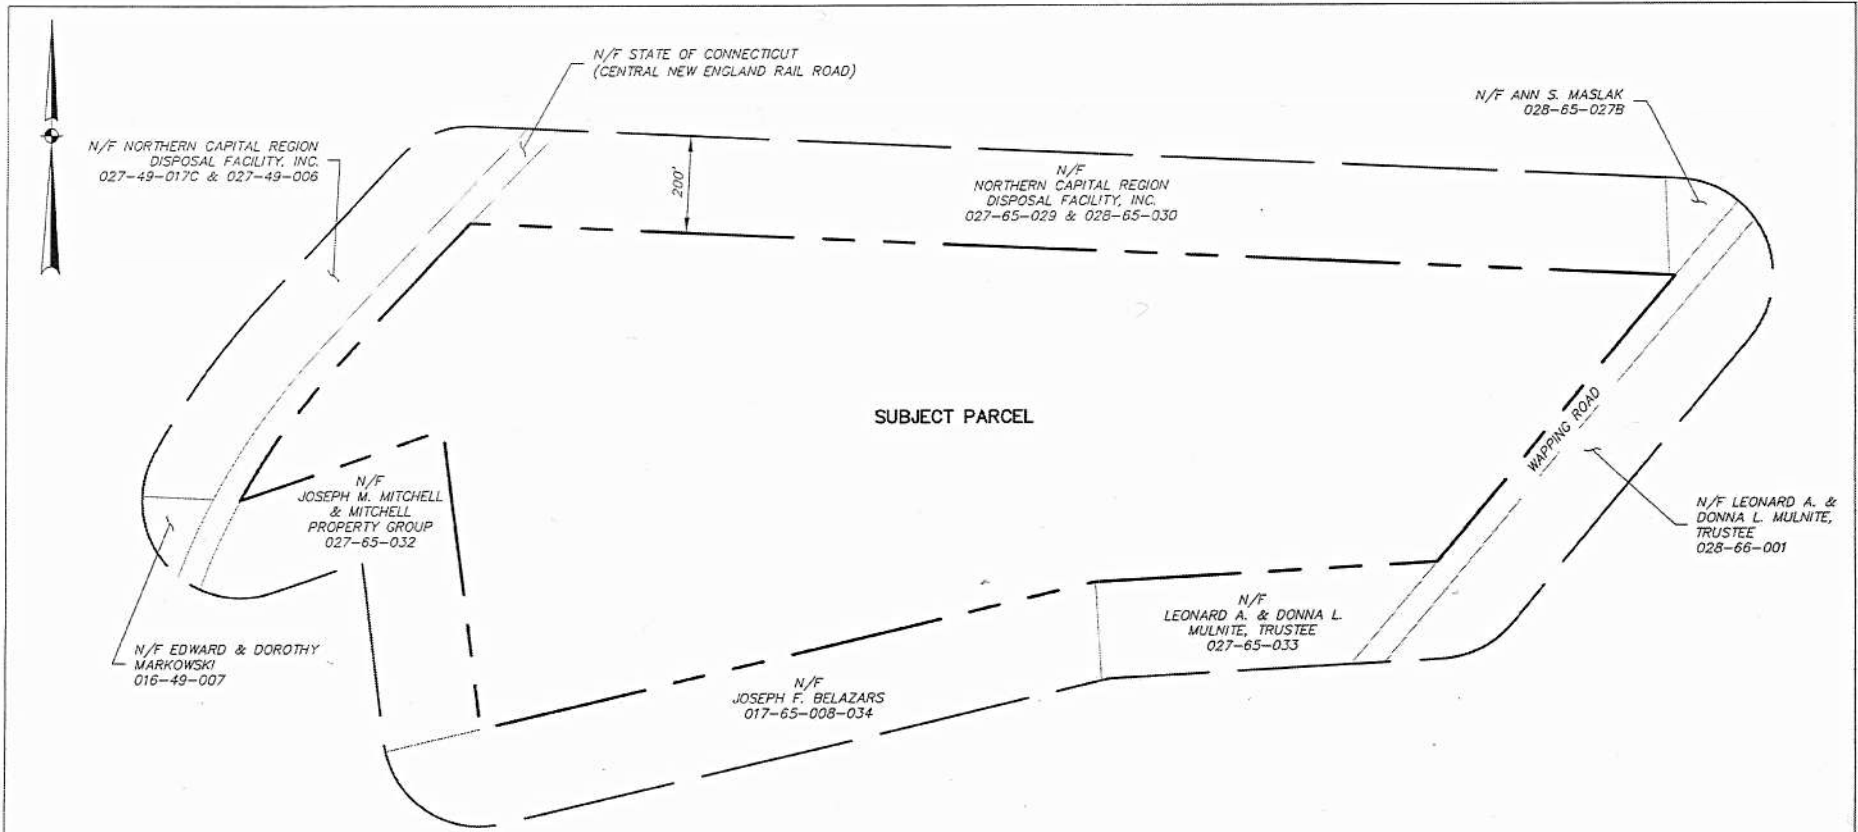 N/F STATE OF CONNECTICUT
(CENTRAL NEW ENGLAND RAIL ROAD)
N/F ANN S. MASLAK
028-65-027B
N/F NORTHERN CAPITAL REGION
DISPOSAL FACILITY, INC.
027-49-017C & 027-49-006
200'
N/F
NORTHERN CAPITAL REGION
DISPOSAL FACILITY, INC.
027-65-029 & 028-65-030
SUBJECT PARCEL
WAPPING ROAD
N/F
JOSEPH M. MITCHELL
& MITCHELL
PROPERTY GROUP
027-65-032
N/F LEONARD A. &
DONNA L. MULNITE,
TRUSTEE
028-66-001
N/F
LEONARD A. & DONNA L.
MULNITE, TRUSTEE
027-65-033
N/F EDWARD & DOROTHY
MARKOWSKI
016-49-007
N/F
JOSEPH F. BELAZARS
017-65-008-034